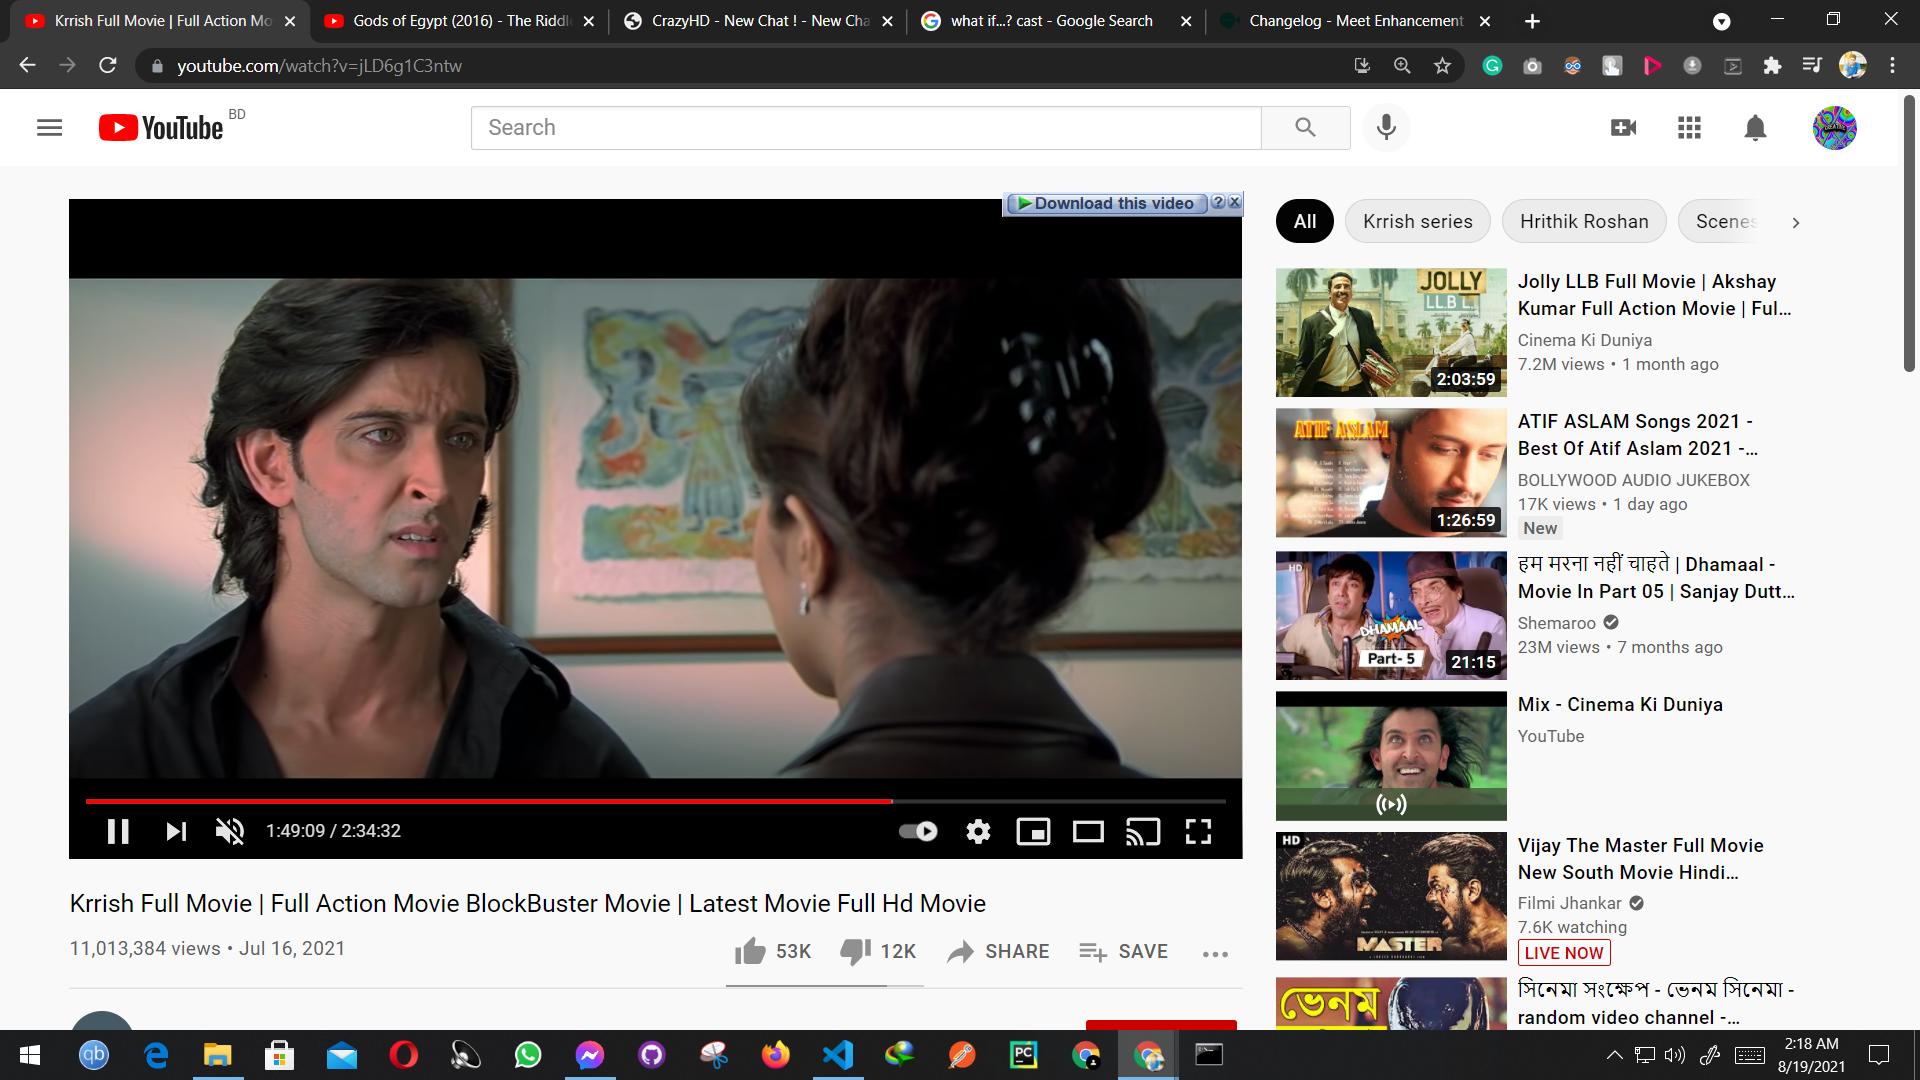 Krrish Full Movie | Full Action Mo
Gods of Egypt (2016) - The Riddl
CrazyHD - New Chat ! - New Cha
what if...? cast - Google Search
Changelog - Meet Enhancement
youtube.com/watch?v=jLD6g1C3ntw
YouTube BD
Search
Download this video
All
Krrish series
Hrithik Roshan
Scenes
JOLLY
LL.B
2:03:59
Jolly LLB Full Movie | Akshay
Kumar Full Action Movie | Ful...
Cinema Ki Duniya
7.2M views • 1 month ago
ATIF ASLAM
1:26:59
ATIF ASLAM Songs 2021 -
Best Of Atif Aslam 2021 -...
BOLLYWOOD AUDIO JUKEBOX
17K views • 1 day ago
New
HD
DHAMAAL
Part- 5
21:15
हम मरना नहीं चाहते | Dhamaal -
Movie In Part 05 | Sanjay Dutt...
Shemaroo
23M views • 7 months ago
Mix - Cinema Ki Duniya
YouTube
HD
MASTER
Vijay The Master Full Movie
New South Movie Hindi...
Filmi Jhankar
7.6K watching
LIVE NOW
ভেনম
সিনেমা সংক্ষেপ - ভেনম সিনেমা -
random video channel -...
1:49:09 / 2:34:32
Krrish Full Movie | Full Action Movie BlockBuster Movie | Latest Movie Full Hd Movie
11,013,384 views • Jul 16, 2021
53K
12K
SHARE
SAVE
qb
PC
2:18 AM
8/19/2021